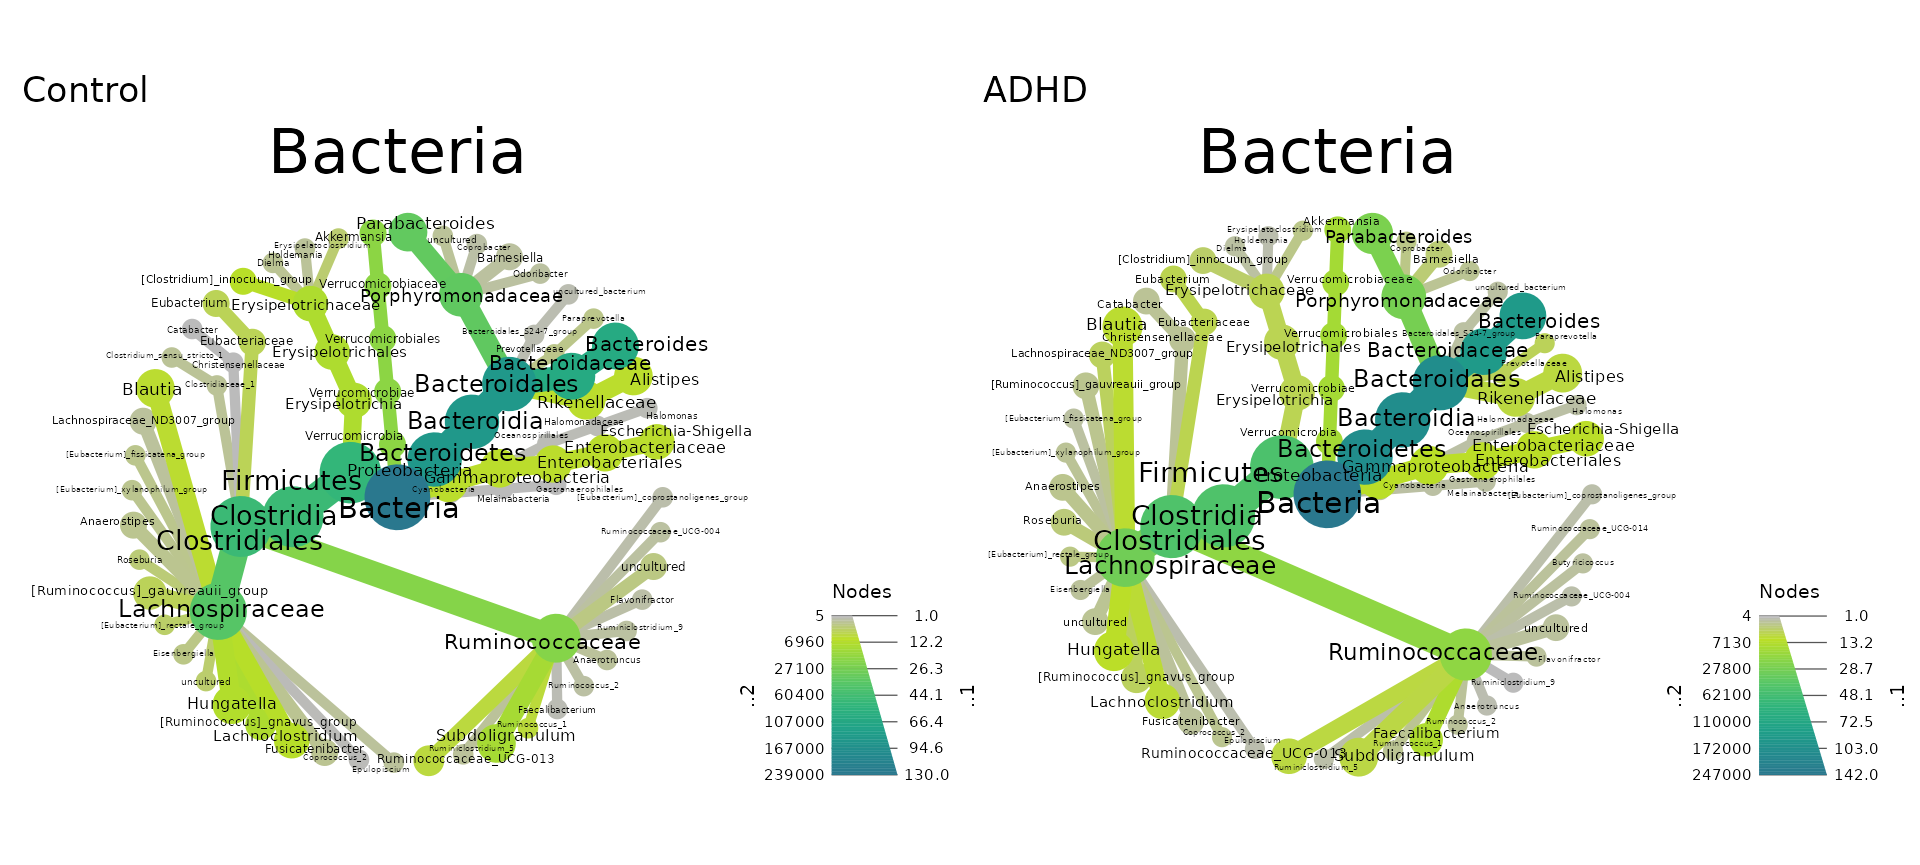 Control
Bacteria
Parabacteroides
Akkermansia
uncultured
Erysipelatoclostridium
Coprobacter
Holdemania
Barnesiella
Dielma
Odoribacter
[Clostridium]_innocuum_group
Verrucomicrobiaceae
uncultured_bacterium
Porphyromonadaceae
Eubacterium
Erysipelotrichaceae
Paraprevotella
Catabacter
Bacteroidales_S24-7_group
Eubacteriaceae
Verrucomicrobiales
Bacteroides
Prevotellaceae
Erysipelotrichales
Clostridium_sensu_stricto_1
Christensenellaceae
Bacteroidaceae
Alistipes
Clostridiaceae_1
Bacteroidales
Blautia
Verrucomicrobiae
Erysipelotrichia
Rikenellaceae
Halomonas
Lachnospiraceae_ND3007_group
Bacteroidia
Halomonadaceae
Escherichia-Shigella
Verrucomicrobia
Oceanospirillales
Enterobacteriaceae
[Eubacterium]_fissicatena_group
Bacteroidetes
Enterobacteriales
Proteobacteria
Gammaproteobacteria
Firmicutes
[Eubacterium]_xylanophilum_group
Cyanobacteria
Gastranaerophilales
Melainabacteria
[Eubacterium]_coprostanoligenes_group
Bacteria
Clostridia
Anaerostipes
Ruminococcaceae_UCG-004
Clostridiales
Roseburia
uncultured
[Ruminococcus]_gauvreauii_group
Flavonifractor
Lachnospiraceae
[Eubacterium]_rectale_group
Ruminiclostridium_9
Ruminococcaceae
Eisenbergiella
Anaerotruncus
uncultured
Ruminococcus_2
Hungatella
Faecalibacterium
[Ruminococcus]_gnavus_group
Ruminococcus_1
Lachnoclostridium
Subdoligranulum
Fusicatenibacter
Ruminiclostridium_5
Coprococcus_2
Ruminococcaceae_UCG-013
Epulopiscium
Nodes
5 1.0
6960 12.2
27100 26.3
60400 44.1
107000 66.4
167000 94.6
239000 130.0
..2
..1
ADHD
Bacteria
Akkermansia
Erysipelatoclostridium
Parabacteroides
Holdemania
Dielma
Coprobacter
[Clostridium]_innocuum_group
Barnesiella
Odoribacter
Eubacterium
Verrucomicrobiaceae
Erysipelotrichaceae
uncultured_bacterium
Catabacter
Porphyromonadaceae
Blautia
Eubacteriaceae
Bacteroides
Christensenellaceae
Verrucomicrobiales
Bacteroidales_S24-7_group
Paraprevotella
Erysipelotrichales
Lachnospiraceae_ND3007_group
Bacteroidaceae
Prevotellaceae
[Ruminococcus]_gauvreauii_group
Bacteroidales
Alistipes
Verrucomicrobiae
Erysipelotrichia
Rikenellaceae
Halomonas
[Eubacterium]_fissicatena_group
Bacteroidia
Halomonadaceae
Verrucomicrobia
Oceanospirillales
Escherichia-Shigella
[Eubacterium]_xylanophilum_group
Bacteroidetes
Enterobacteriaceae
Enterobacteriales
Firmicutes
Proteobacteria
Gammaproteobacteria
Anaerostipes
Cyanobacteria
Gastranaerophilales
Melainabacteria
[Eubacterium]_coprostanoligenes_group
Bacteria
Roseburia
Clostridia
Ruminococcaceae_UCG-014
Clostridiales
[Eubacterium]_rectale_group
Lachnospiraceae
Butyricicoccus
Eisenbergiella
Ruminococcaceae_UCG-004
uncultured
uncultured
Hungatella
Ruminococcaceae
Flavonifractor
[Ruminococcus]_gnavus_group
Ruminiclostridium_9
Lachnoclostridium
Anaerotruncus
Fusicatenibacter
Ruminococcus_2
Coprococcus_2
Faecalibacterium
Epulopiscium
Ruminococcus_1
Ruminococcaceae_UCG-013
Subdoligranulum
Ruminiclostridium_5
Nodes
4 1.0
7130 13.2
27800 28.7
62100 48.1
110000 72.5
172000 103.0
247000 142.0
..2
..1